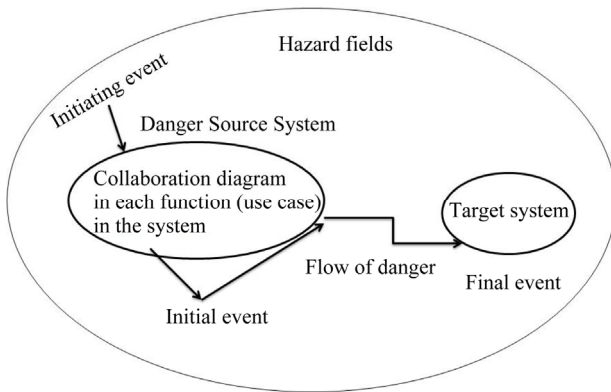 Hazard fields
Initiating event
Danger Source System
Collaboration diagram
in each function (use case)
in the system
Target system
Flow of danger
Final event
Initial event